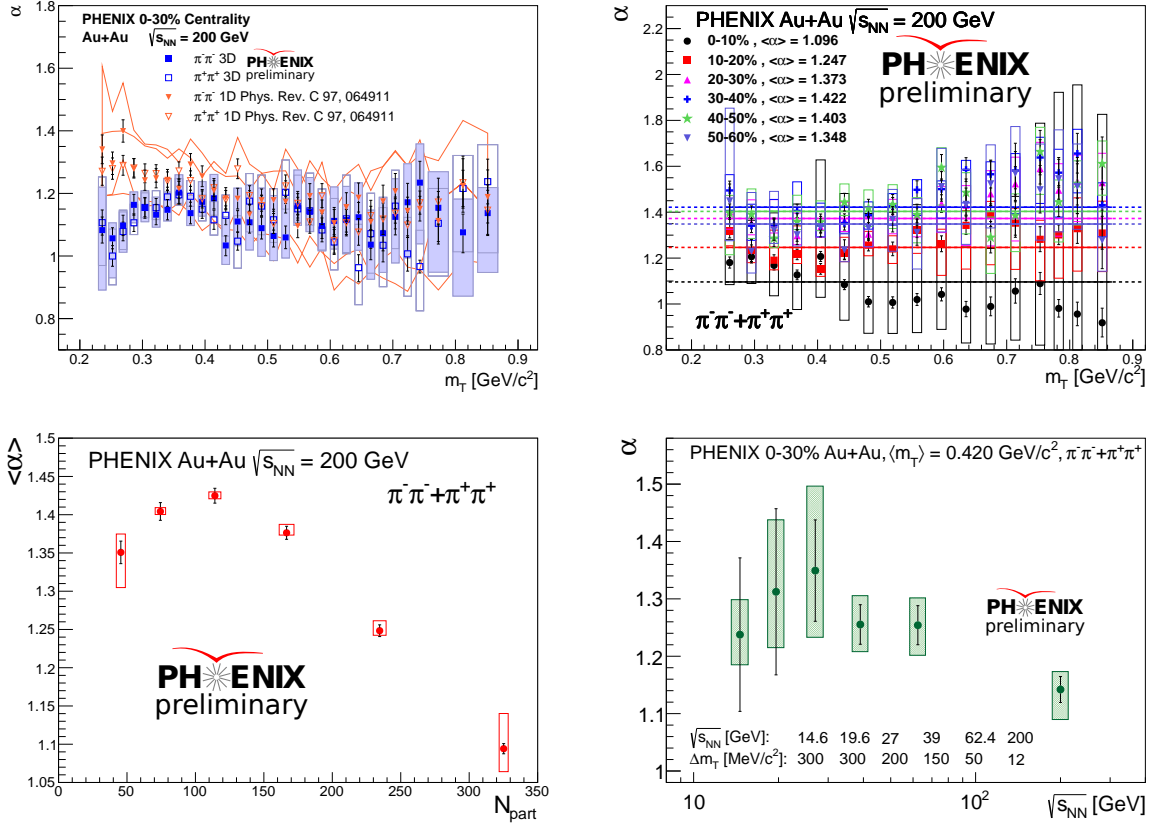 α
1.8
1.6
1.4
1.2
1
0.8
PHENIX 0-30% Centrality
Au+Au √sNN = 200 GeV
π-π- 3D
π+π+ 3D
π-π- 1D Phys. Rev. C 97, 064911
π+π+ 1D Phys. Rev. C 97, 064911
PHENIX
preliminary
0.2 0.3 0.4 0.5 0.6 0.7 0.8 0.9
mT [GeV/c2]
α
2.2
2
1.8
1.6
1.4
1.2
1
0.8
PHENIX Au+Au √sNN = 200 GeV
0-10% , <α> = 1.096
10-20% , <α> = 1.247
20-30% , <α> = 1.373
30-40% , <α> = 1.422
40-50% , <α> = 1.403
50-60% , <α> = 1.348
PHENIX
preliminary
π-π-+π+π+
0.2 0.3 0.4 0.5 0.6 0.7 0.8 0.9
mT [GeV/c2]
<α>
1.5
1.45
1.4
1.35
1.3
1.25
1.2
1.15
1.1
1.05
PHENIX Au+Au √sNN = 200 GeV
π-π-+π+π+
PHENIX
preliminary
0 50 100 150 200 250 300 350
Npart
α
1.5
1.4
1.3
1.2
1.1
1
PHENIX 0-30% Au+Au, ⟨mT⟩ = 0.420 GeV/c2, π-π-+π+π+
PHENIX
preliminary
√sNN [GeV]: 14.6 19.6 27 39 62.4 200
ΔmT [MeV/c2]: 300 300 200 150 50 12
10 102
√sNN [GeV]